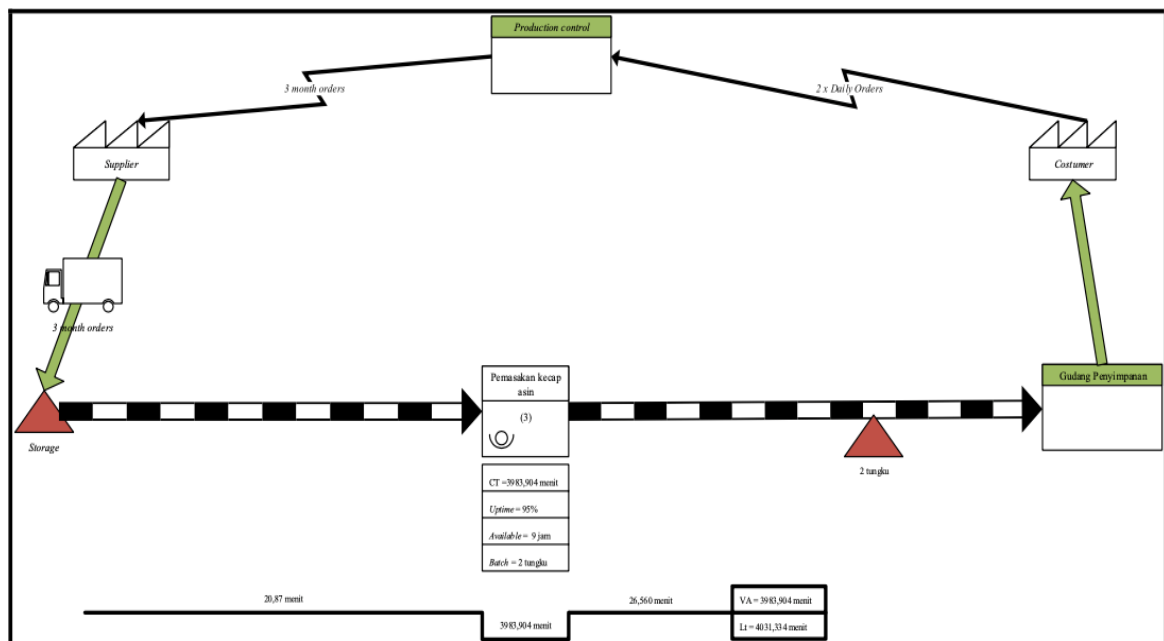 Production control
3 month orders
2 x Daily Orders
Supplier
Costumer
3 month orders
Pemasakan kecap
asin
(3)
Gudang Penyimpanan
Storage
2 tungku
CT =3983,904 menit
Uptime = 95%
Available = 9 jam
Batch = 2 tungku
20,87 menit
3983,904 menit
26,560 menit
VA = 3983,904 menit
Lt = 4031,334 menit